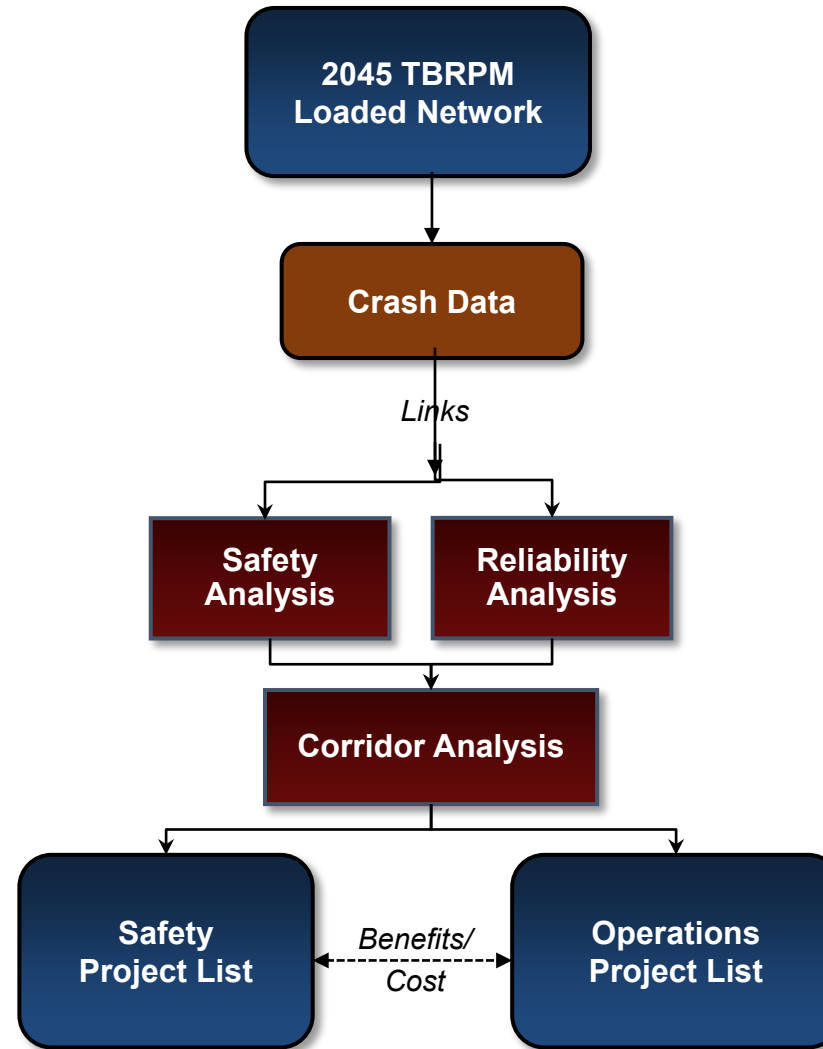 2045 TBRPM
Loaded Network
Crash Data
Links
Safety
Analysis
Reliability
Analysis
Corridor Analysis
Safety
Project List
Benefits/
Cost
Operations
Project List